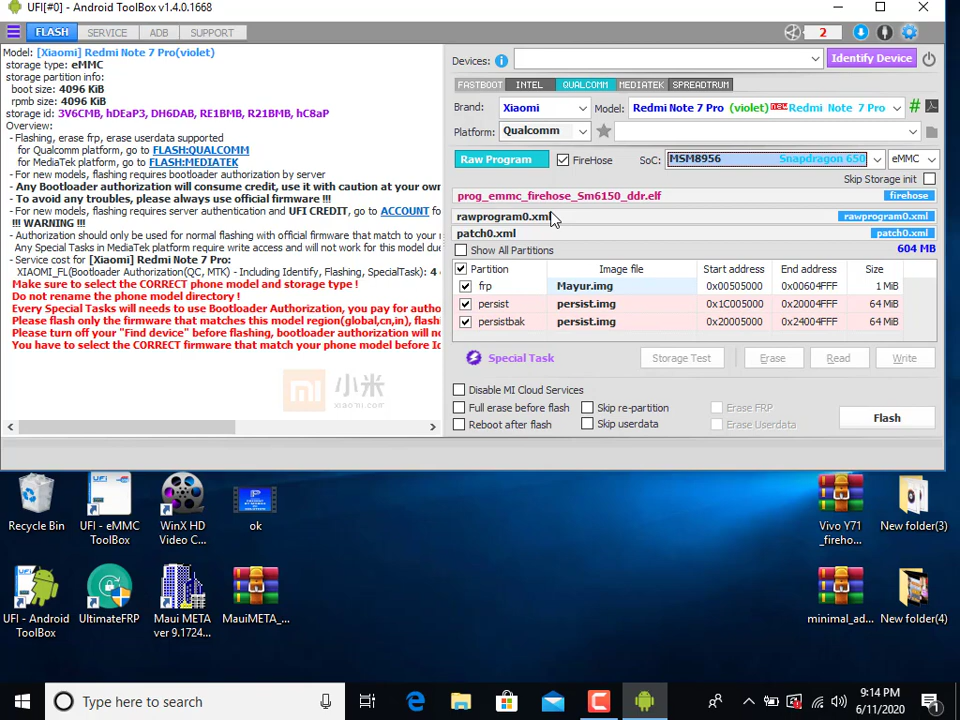 UFI[#0] - Android ToolBox v1.4.0.1668
FLASH SERVICE ADB SUPPORT
2
Model: [Xiaomi] Redmi Note 7 Pro(violet)
storage type: eMMC
storage partition info:
boot size: 4096 KiB
rpmb size: 4096 KiB
storage id: 3V6CMB, hDEaP3, DH6DAB, RE1BMB, R21BMB, hC8aP
Overview:
- Flashing, erase frp, erase userdata supported
for Qualcomm platform, go to FLASH:QUALCOMM
for MediaTek platform, go to FLASH:MEDIATEK
- For new models, flashing requires bootloader authorization by server
- Any Bootloader authorization will consume credit, use it with caution at your own
- To avoid any troubles, please always use official firmware !!!
- For new models, flashing requires server authentication and UFI CREDIT, go to ACCOUNT
!!! WARNING !!!
- Authorization should only be used for normal flashing with official firmware that match
Any Special Tasks in MediaTek platform require write access and will not work for this model
- Service cost for [Xiaomi] Redmi Note 7 Pro:
XIAOMI_FL(Bootloader Authorization(QC, MTK) - Including Identify, Flashing, SpecialTask): 4
Make sure to select the CORRECT phone model and storage type!
Do not rename the phone model directory !
Every Special Tasks will needs to use Bootloader Authorization, you pay for
Please flash only the firmware that matches this model region(global,cn,in), flash
Please turn off your "Find device" before flashing, bootloader authorization will
You have to select the CORRECT firmware that match your phone model before
小米
xiaomi.com
Devices:
Identify Device
FASTBOOT INTEL QUALCOMM MEDIATEK SPREADTRUM
Brand: Xiaomi Model: Redmi Note 7 Pro (violet) new Redmi Note 7 Pro
Platform: Qualcomm
Raw Program FireHose SoC: MSM8956 Snapdragon 650 eMMC
Skip Storage init
prog_emmc_firehose_Sm6150_ddr.elf firehose
rawprogram0.xml rawprogram0.xml
patch0.xml patch0.xml
Show All Partitions 604 MB
Partition Image file Start address End address Size
frp Mayur.img 0x00505000 0x00604FFF 1 MiB
persist persist.img 0x1C005000 0x20004FFF 64 MiB
persistbak persist.img 0x20005000 0x24004FFF 64 MiB
Special Task Storage Test Erase Read Write
Disable MI Cloud Services
Full erase before flash Skip re-partition Erase FRP
Reboot after flash Skip userdata Erase Userdata
Flash
Recycle Bin
UFI - eMMC ToolBox
WinX HD Video C...
ok
Vivo Y71 _fireho...
New folder(3)
UFI - Android ToolBox
UltimateFRP
Maui META ver 9.1724...
MauiMETA_...
minimal_ad...
New folder(4)
Type here to search
9:14 PM
6/11/2020
1